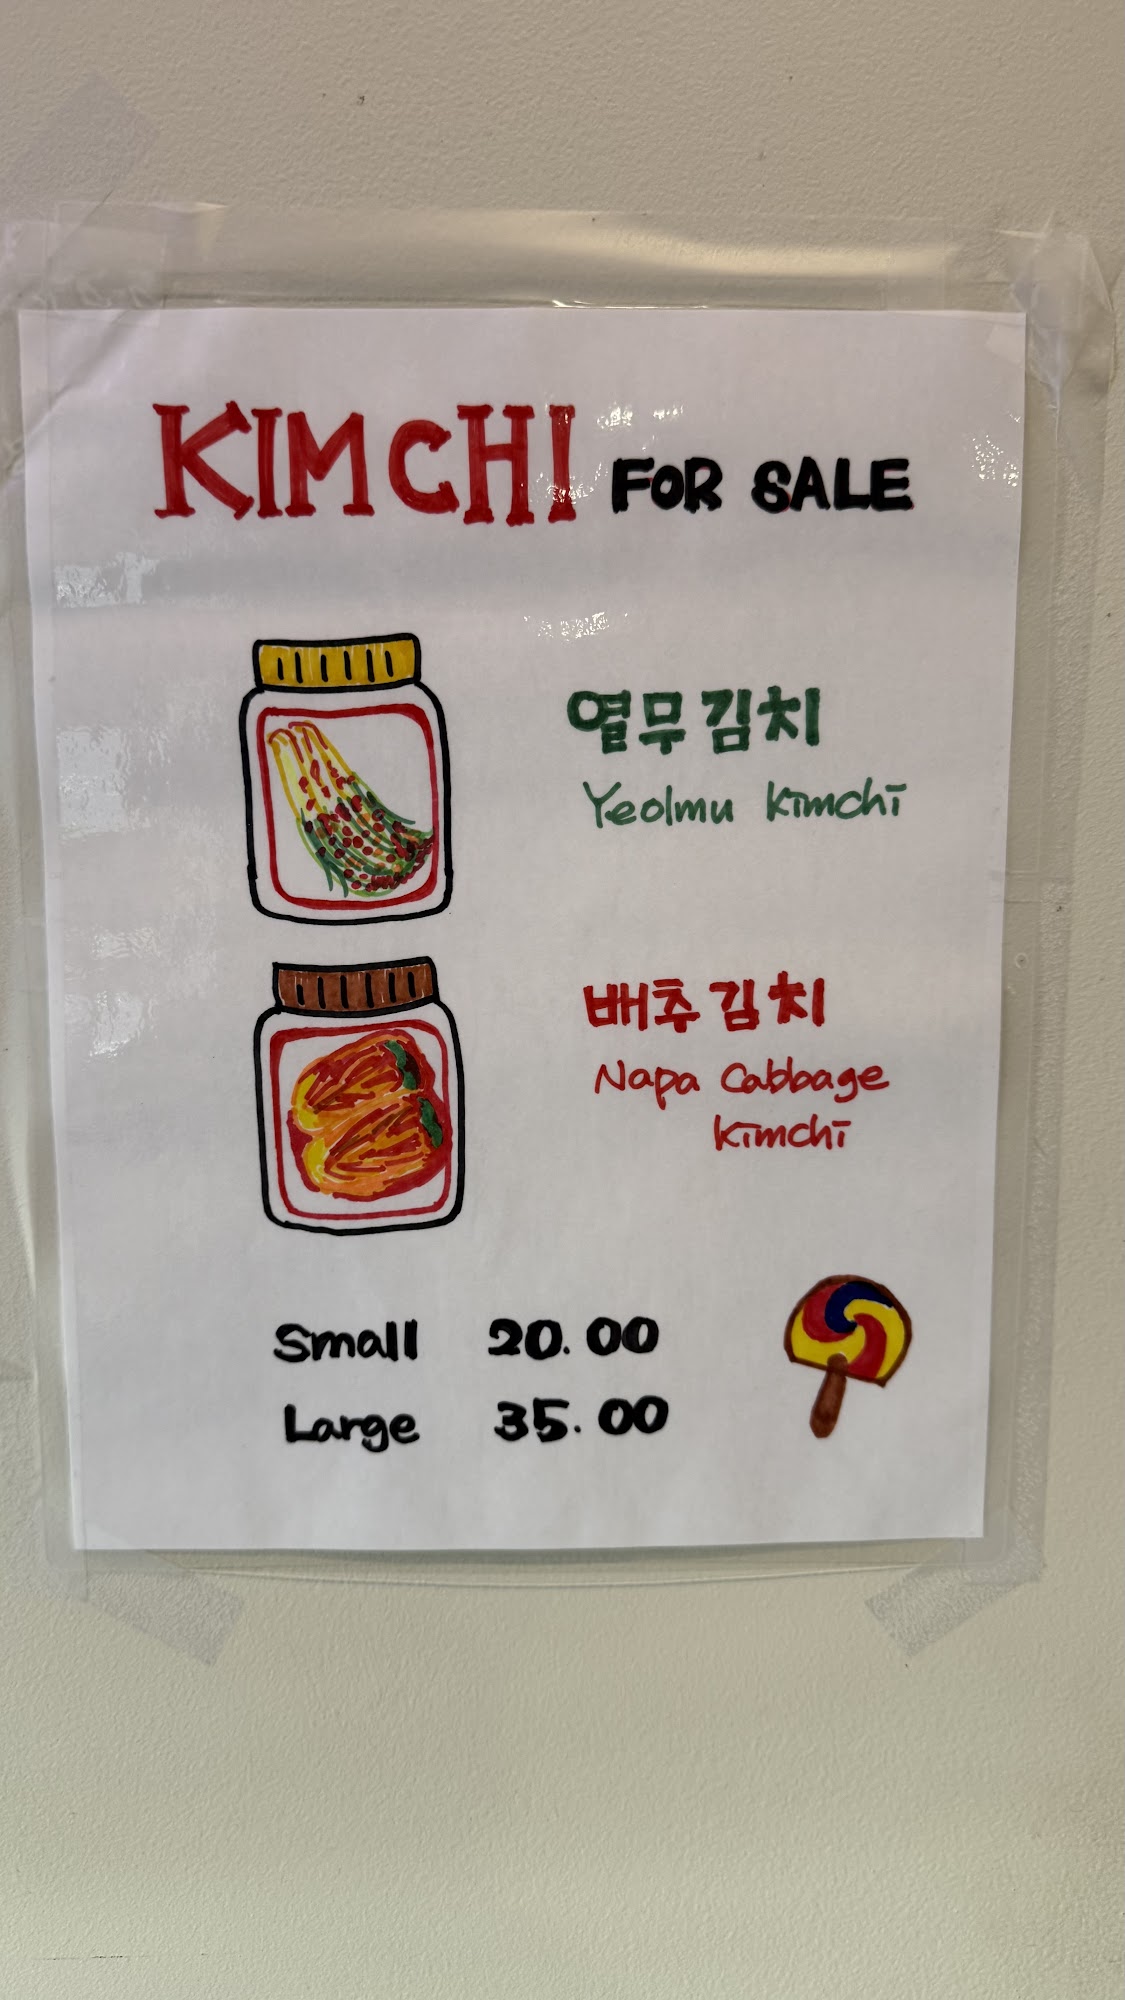 KIMCHI FOR SALE
열무김치
Yeolmu kimchi
배추김치
Napa Cabbage
kimchi
Small 20.00
Large 35.00